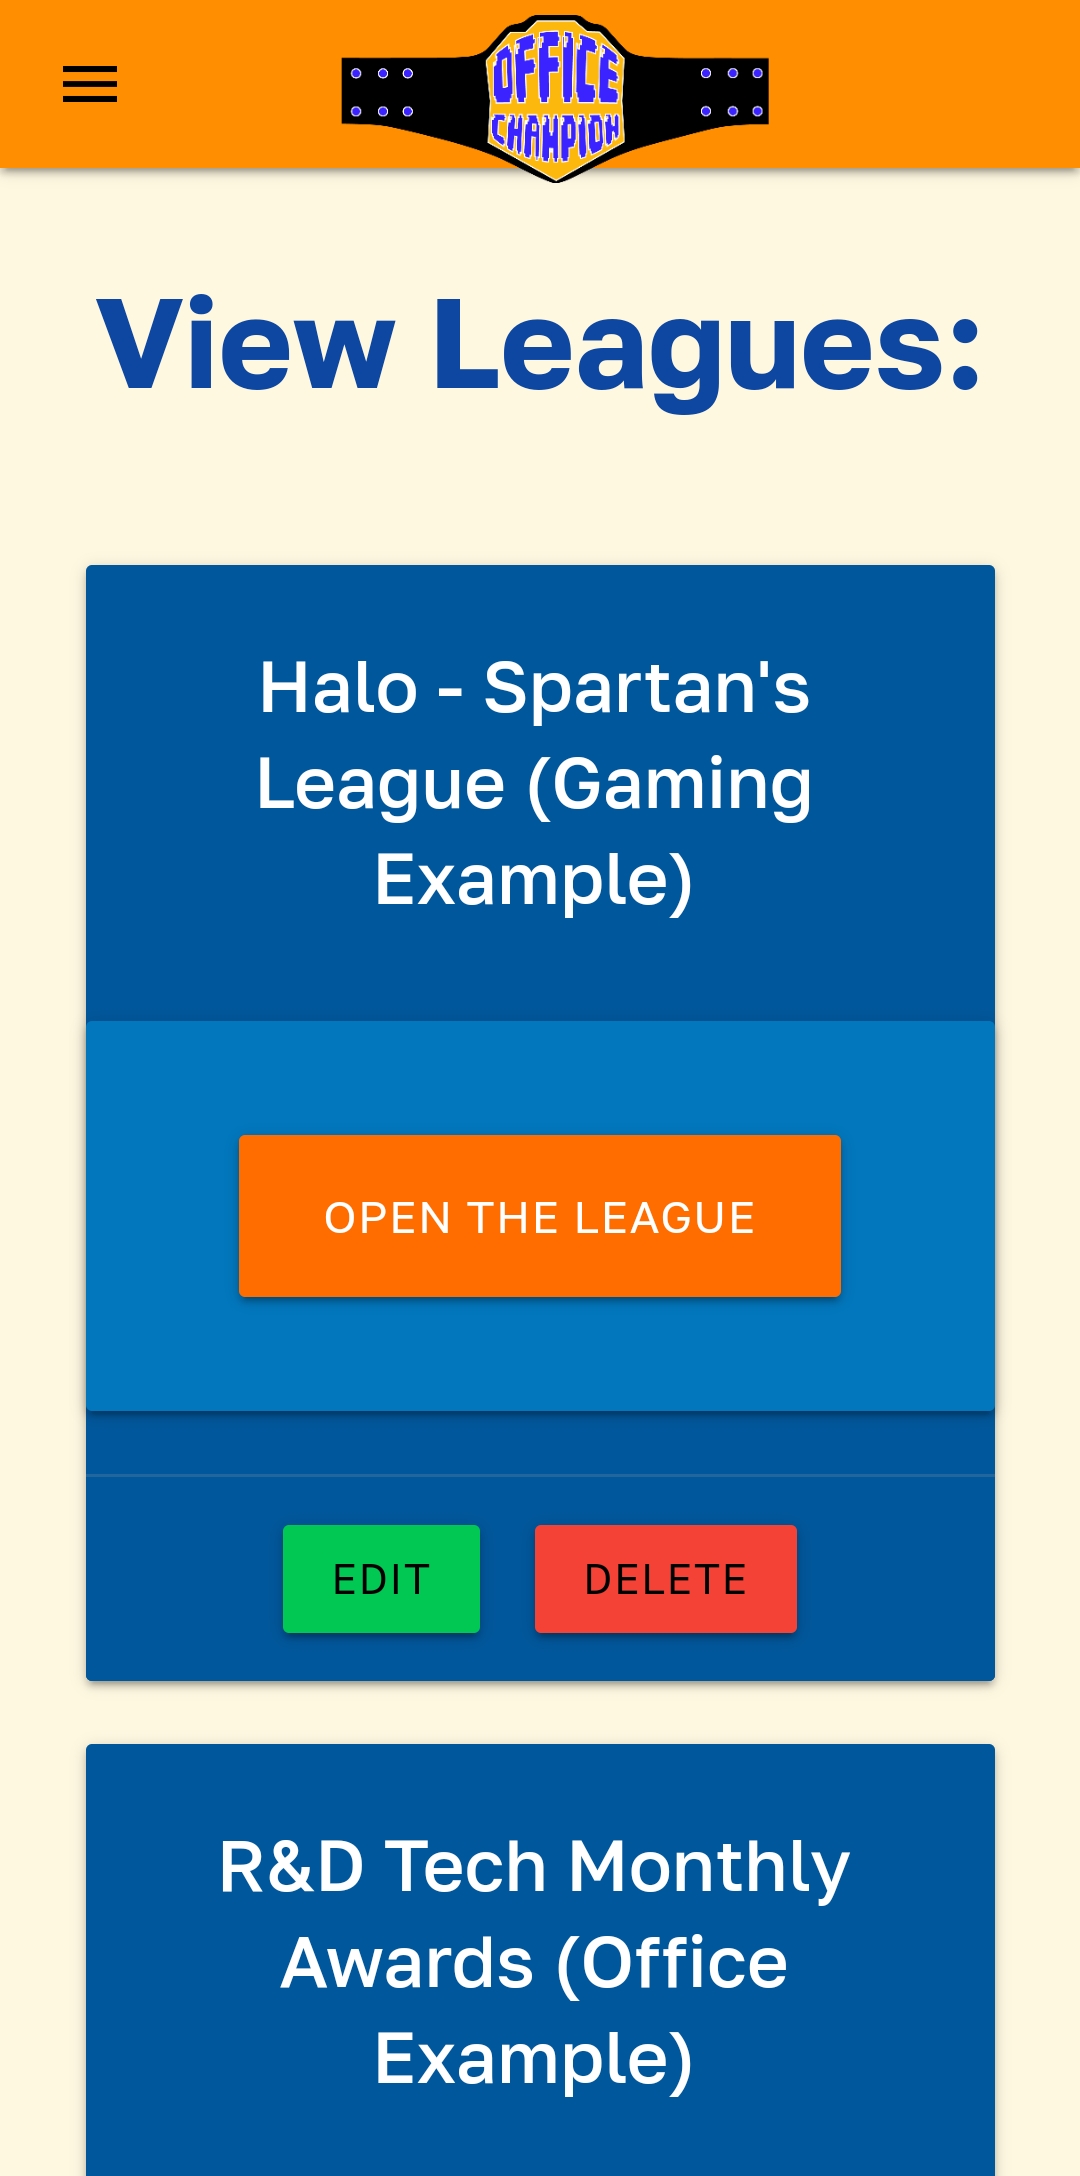 OFFICE
CHAMPION
View Leagues:
Halo - Spartan's
League (Gaming
Example)
OPEN THE LEAGUE
EDIT DELETE
R&D Tech Monthly
Awards (Office
Example)